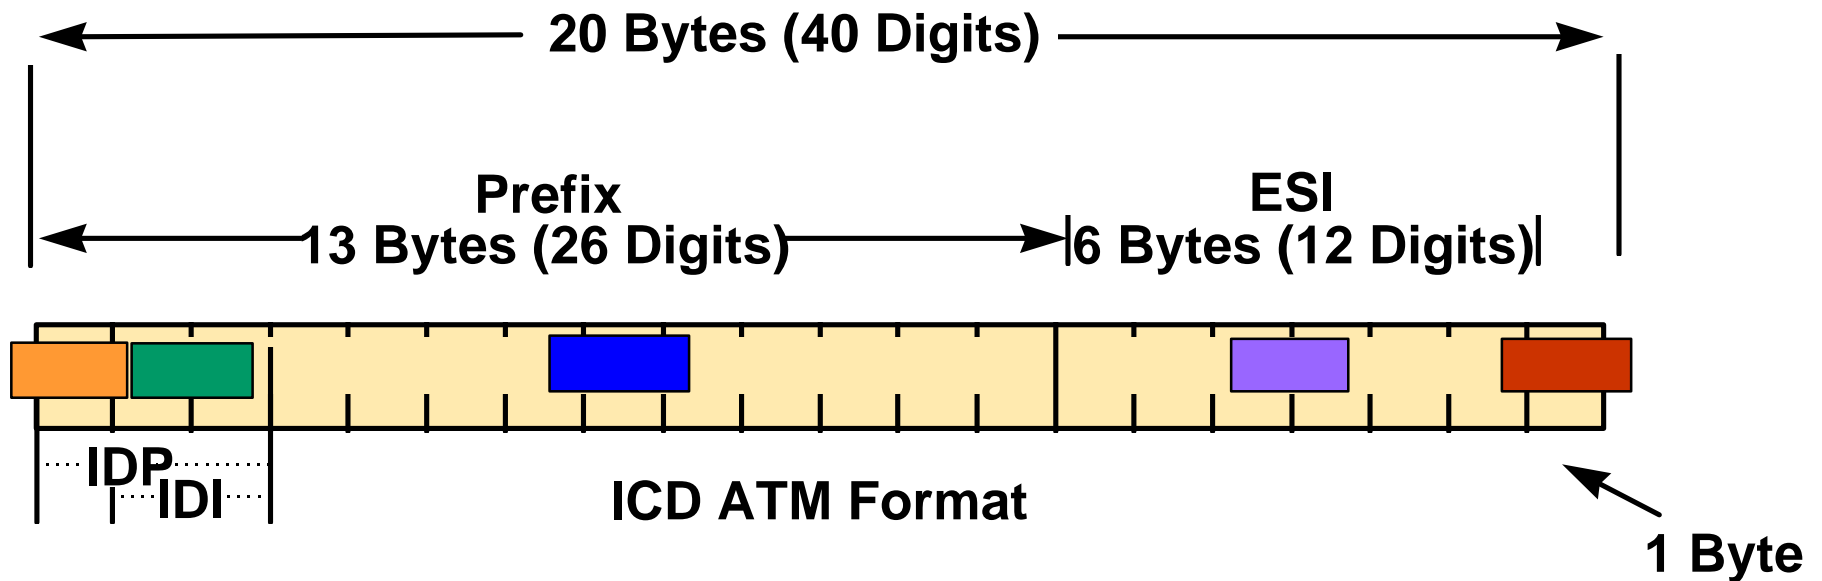 20 Bytes (40 Digits)
Prefix
13 Bytes (26 Digits)
ESI
6 Bytes (12 Digits)
IDP
IDI
ICD ATM Format
1 Byte